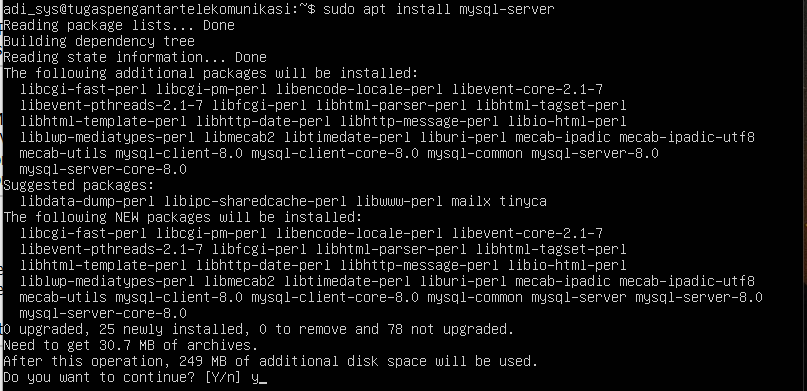 adi_sys@tugaspengantartelekomunikasi:~$ sudo apt install mysql-server
Reading package lists... Done
Building dependency tree
Reading state information... Done
The following additional packages will be installed:
  libcgi-fast-perl libcgi-pm-perl libencode-locale-perl libevent-core-2.1-7
  libevent-pthreads-2.1-7 libfcgi-perl libhtml-parser-perl libhtml-tagset-perl
  libhtml-template-perl libhttp-date-perl libhttp-message-perl libio-html-perl
  liblwp-mediatypes-perl libmecab2 libtimedate-perl liburi-perl mecab-ipadic mecab-ipadic-utf8
  mecab-utils mysql-client-8.0 mysql-client-core-8.0 mysql-common mysql-server-8.0
  mysql-server-core-8.0
Suggested packages:
  libdata-dump-perl libipc-sharedcache-perl libwww-perl mailx tinyca
The following NEW packages will be installed:
  libcgi-fast-perl libcgi-pm-perl libencode-locale-perl libevent-core-2.1-7
  libevent-pthreads-2.1-7 libfcgi-perl libhtml-parser-perl libhtml-tagset-perl
  libhtml-template-perl libhttp-date-perl libhttp-message-perl libio-html-perl
  liblwp-mediatypes-perl libmecab2 libtimedate-perl liburi-perl mecab-ipadic mecab-ipadic-utf8
  mecab-utils mysql-client-8.0 mysql-client-core-8.0 mysql-common mysql-server mysql-server-8.0
  mysql-server-core-8.0
0 upgraded, 25 newly installed, 0 to remove and 78 not upgraded.
Need to get 30.7 MB of archives.
After this operation, 249 MB of additional disk space will be used.
Do you want to continue? [Y/n] y_